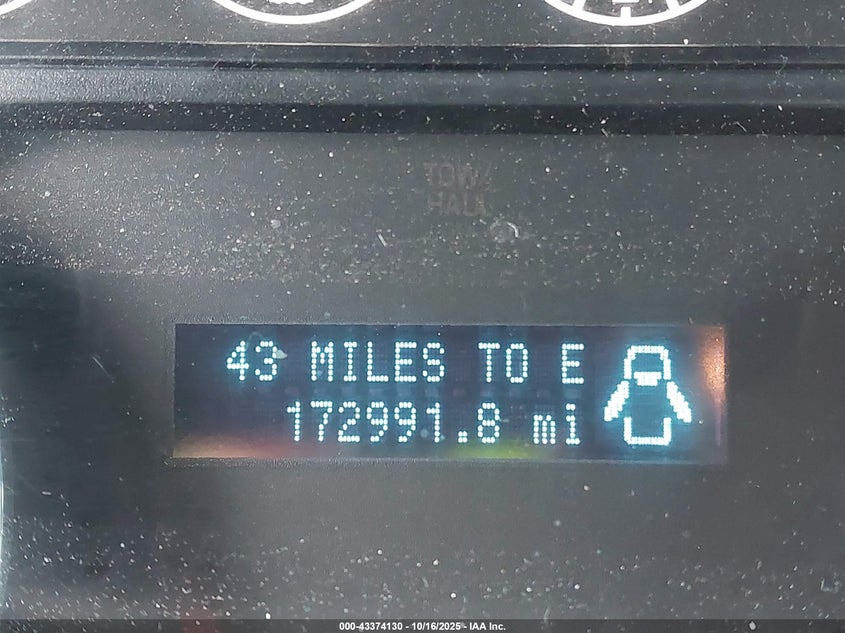 TOW/
HAUL
43 MILES TO E
172991.8 mi
000-43374130 - 10/16/2025 - IAA Inc.